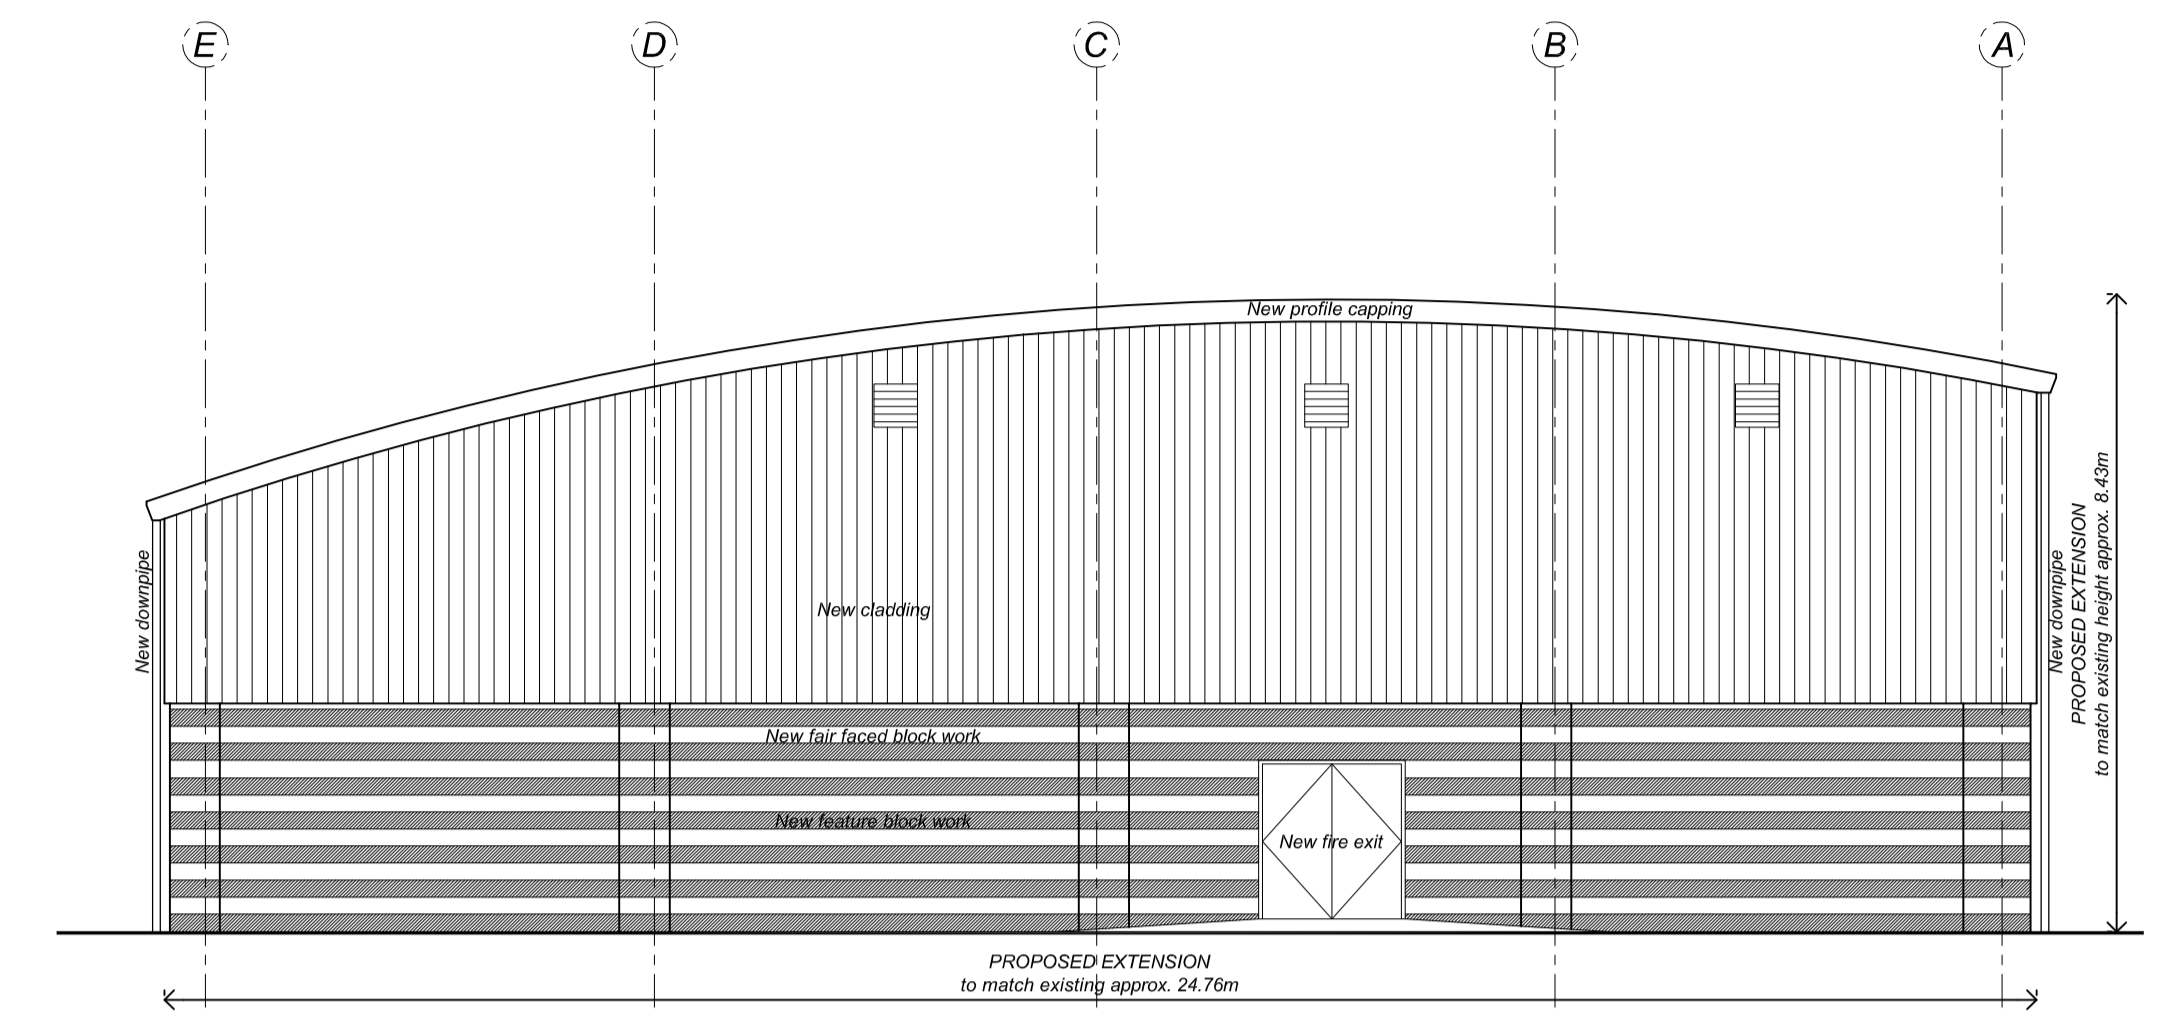 E
D
C
B
A
New profile capping
New downpipe
New cladding
New downpipe
PROPOSED EXTENSION
to match existing height approx. 8.43m
New fair faced block work
New feature block work
New fire exit
PROPOSED EXTENSION
to match existing approx. 24.76m